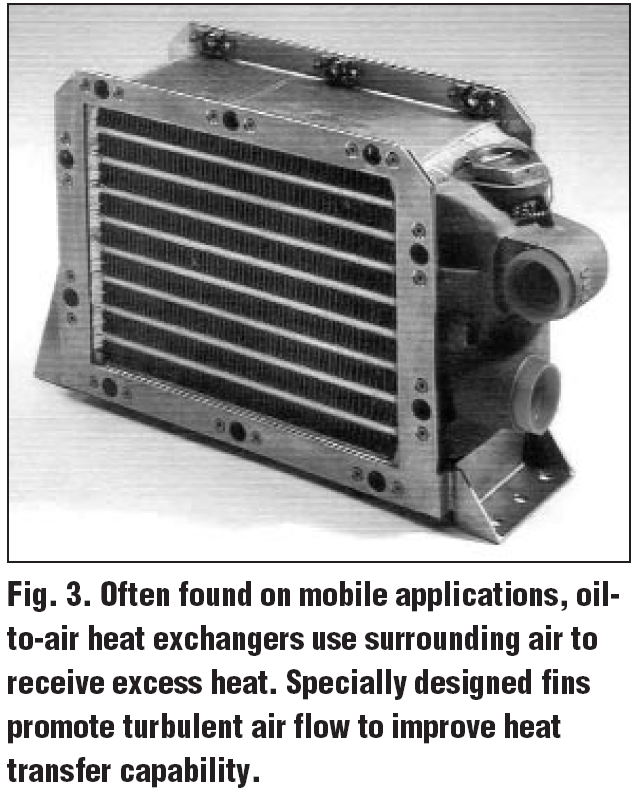 Fig. 3. Often found on mobile applications, oil-
to-air heat exchangers use surrounding air to
receive excess heat. Specially designed fins
promote turbulent air flow to improve heat
transfer capability.